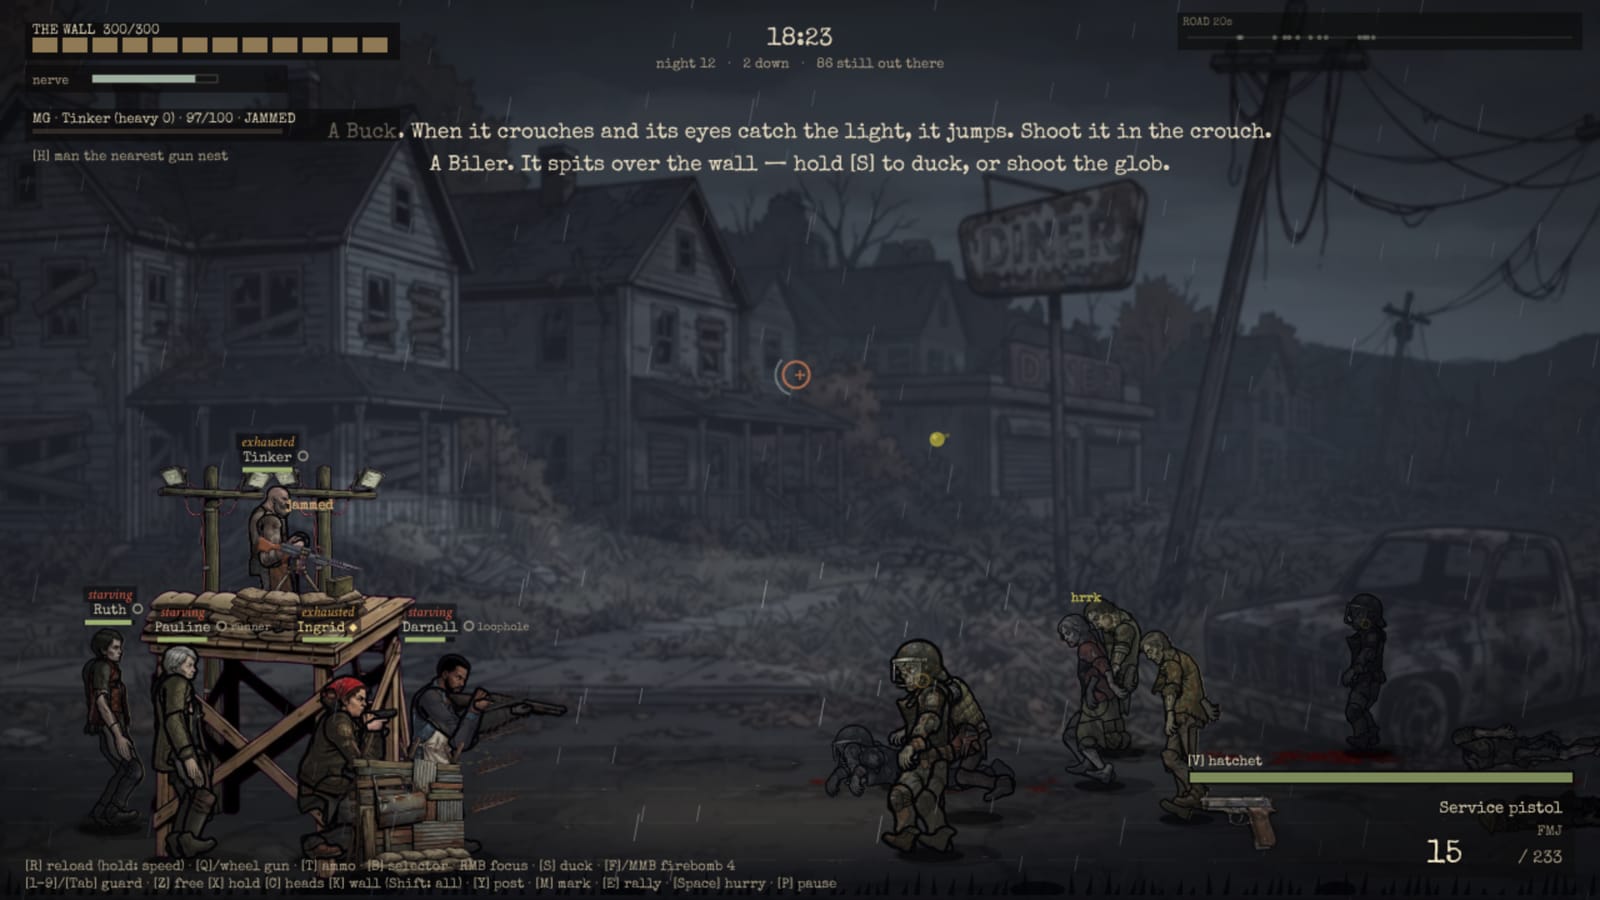 THE WALL 300/300
18:23
ROAD 20s
night 12 · 2 down · 86 still out there
nerve
MG · Tinker (heavy 0) · 97/100 · JAMMED
A Buck. When it crouches and its eyes catch the light, it jumps. Shoot it in the crouch.
[H] man the nearest gun nest
A Biler. It spits over the wall — hold [S] to duck, or shoot the glob.
DINER
DINER
exhausted
Tinker
jammed
starving
Ruth
starving
Pauline runner
exhausted
Ingrid
starving
Darnell loophole
hrrk
[V] hatchet
Service pistol
FMJ
15 / 233
[R] reload (hold: speed) · [Q]/wheel gun · [T] ammo · [B] selector · RMB focus · [S] duck · [F]/MMB firebomb 4
[1-9]/[Tab] guard · [Z] free [X] hold [C] heads [K] wall (Shift: all) · [Y] post · [M] mark · [E] rally · [Space] hurry · [P] pause